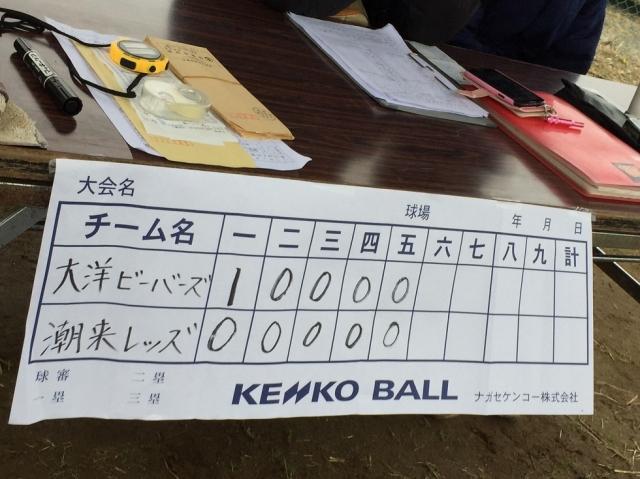 大会名 球場 年 月 日
チーム名 一 二 三 四 五 六 七 八 九 計
大洋ビーバーズ 1 0 0 0 0
潮来レッズ 0 0 0 0 0
球審 二塁
一塁 三塁
KENKO BALL ナガセケンコー株式会社